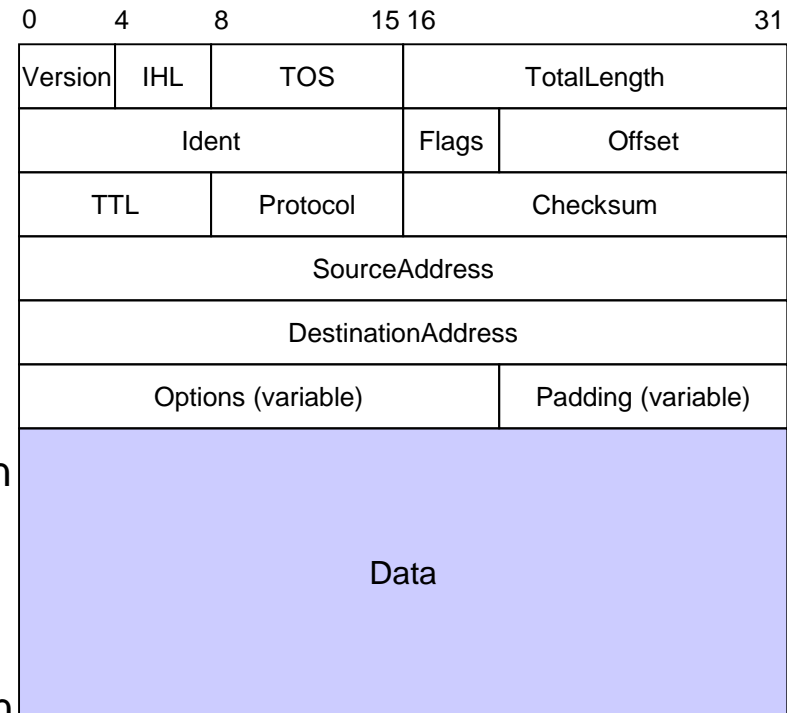 0 4 8 15 16 31
Version IHL TOS TotalLength
Ident Flags Offset
TTL Protocol Checksum
SourceAddress
DestinationAddress
Options (variable) Padding (variable)
Data